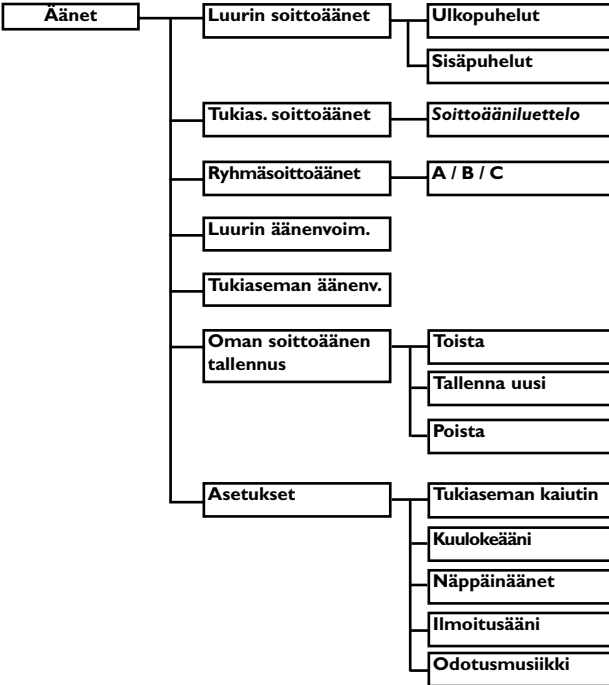 Äänet
Luurin soittoäänet
Ulkopuhelut
Sisäpuhelut
Tukias. soittoäänet
Soittoääniluettelo
Ryhmäsoittoäänet
A / B / C
Luurin äänenvoim.
Tukiaseman äänenv.
Oman soittoäänen
tallennus
Toista
Tallenna uusi
Poista
Asetukset
Tukiaseman kaiutin
Kuulokeääni
Näppäinäänet
Ilmoitusääni
Odotusmusiikki